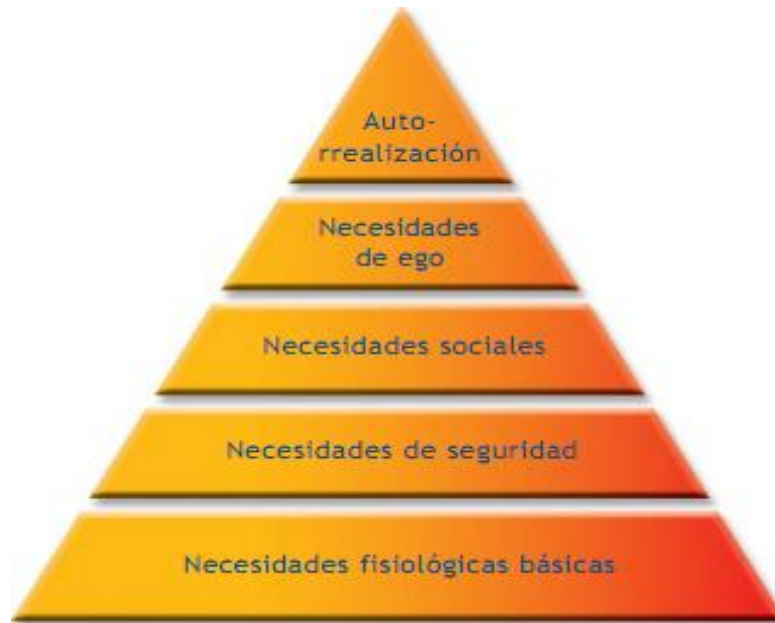 Auto-
rrealización
Necesidades
de ego
Necesidades sociales
Necesidades de seguridad
Necesidades fisiológicas básicas